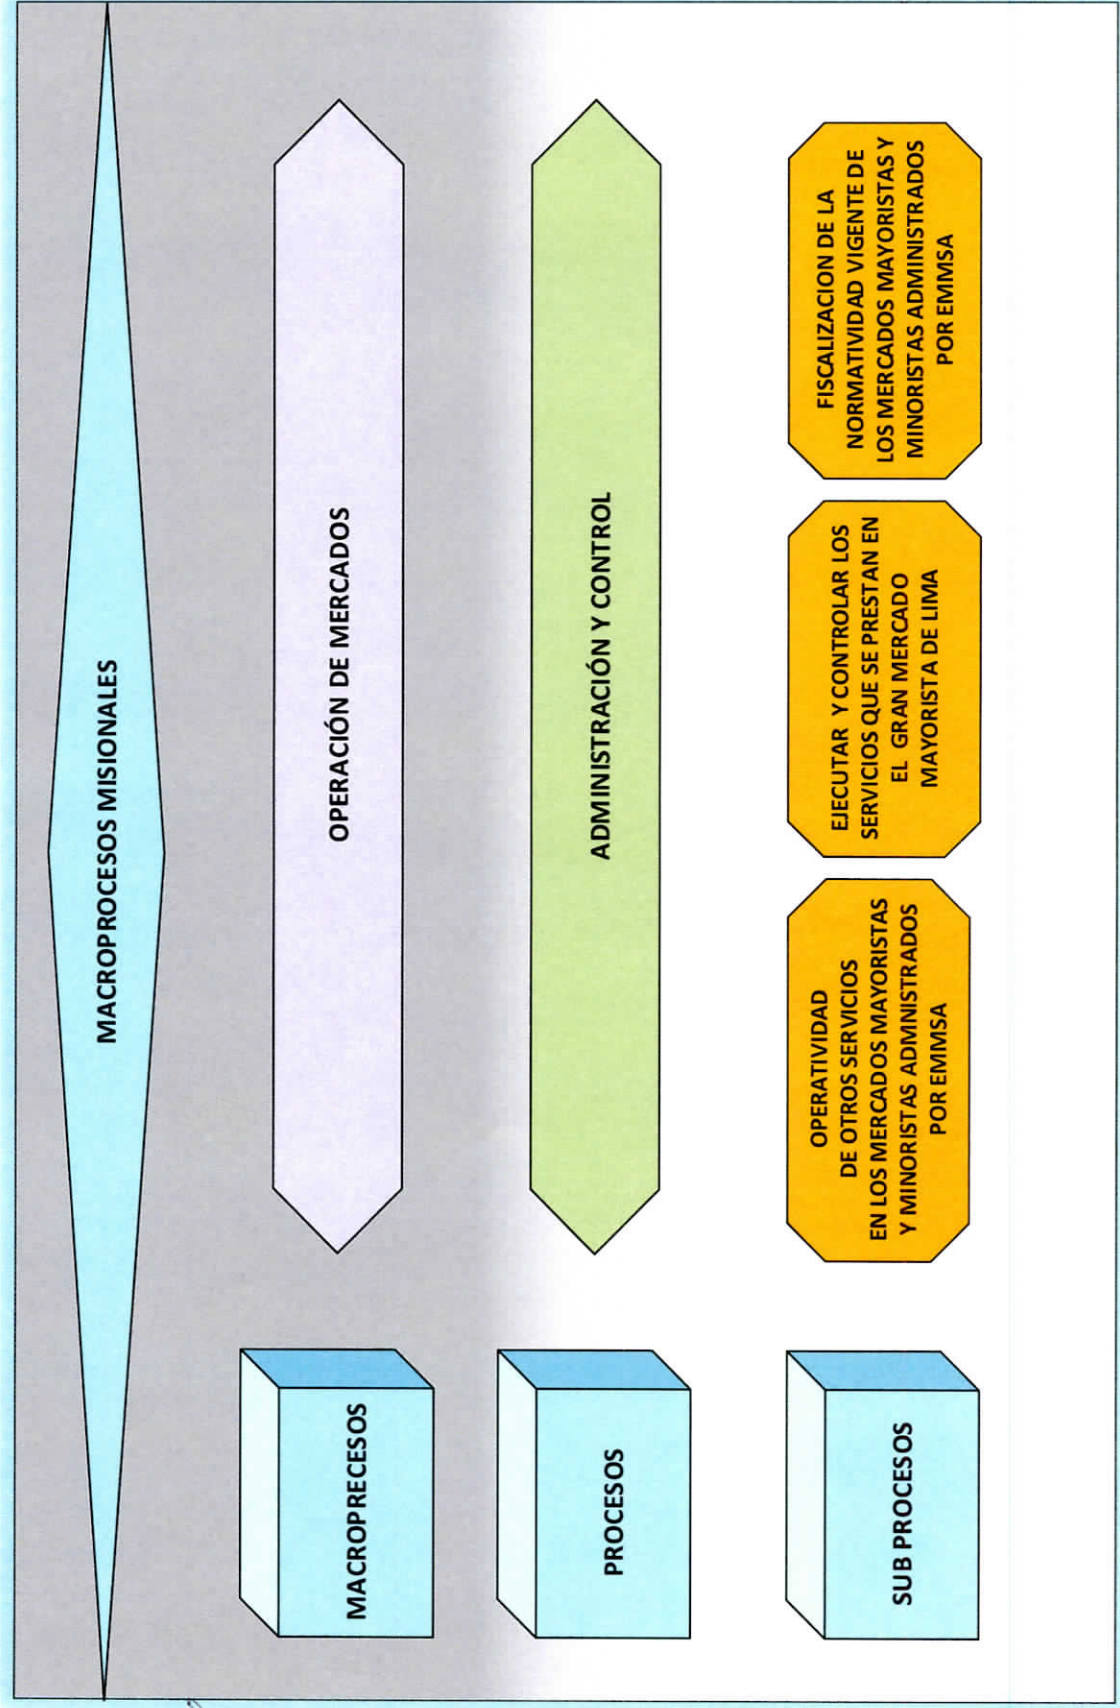 MACROPROCESOS MISIONALES
MACROPRECESOS
OPERACIÓN DE MERCADOS
PROCESOS
ADMINISTRACIÓN Y CONTROL
SUB PROCESOS
OPERATIVIDAD
DE OTROS SERVICIOS
EN LOS MERCADOS MAYORISTAS
Y MINORISTAS ADMNISTRADOS
POR EMMSA
EJECUTAR Y CONTROLAR LOS
SERVICIOS QUE SE PRESTAN EN
EL GRAN MERCADO
MAYORISTA DE LIMA
FISCALIZACION DE LA
NORMATIVIDAD VIGENTE DE
LOS MERCADOS MAYORISTAS Y
MINORISTAS ADMINISTRADOS
POR EMMSA